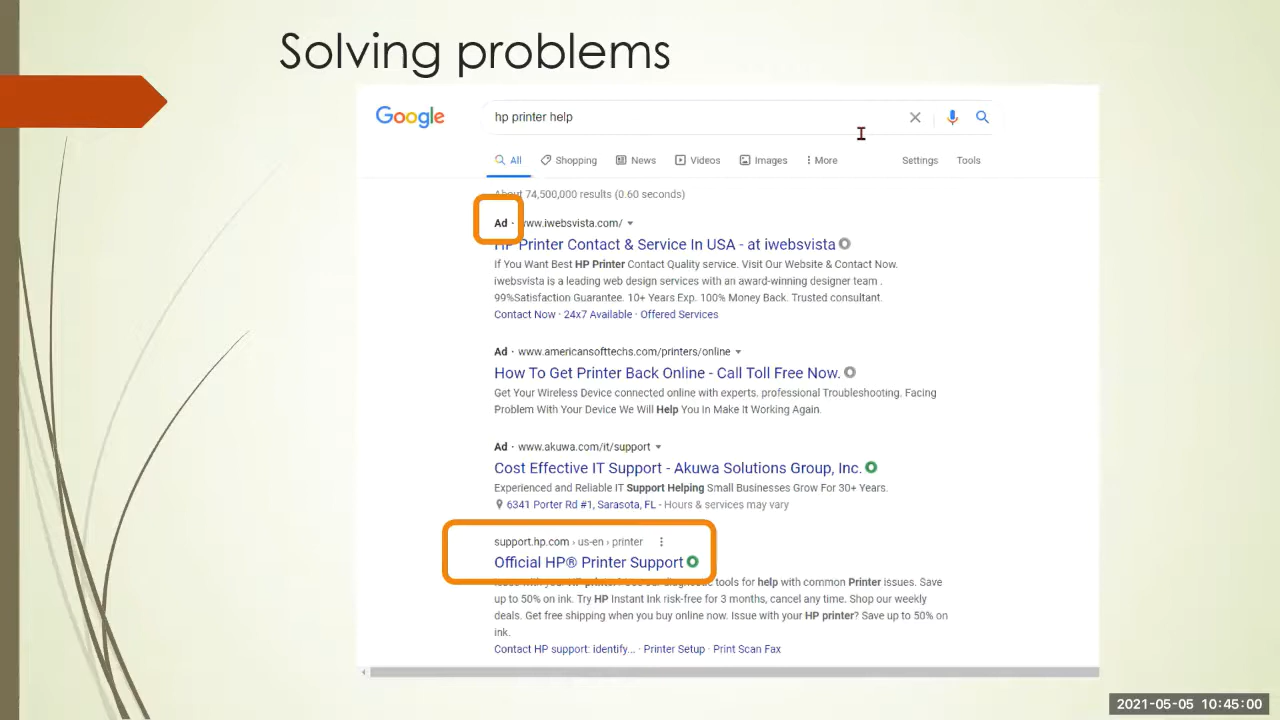 Solving problems
Google
hp printer help
All
Shopping
News
Videos
Images
More
Settings
Tools
About 74,500,000 results (0.60 seconds)
Ad · www.iwebsvista.com/
HP Printer Contact & Service In USA - at iwebsvista
If You Want Best HP Printer Contact Quality service. Visit Our Website & Contact Now.
iwebsvista is a leading web design services with an award-winning designer team .
99%Satisfaction Guarantee. 10+ Years Exp. 100% Money Back. Trusted consultant.
Contact Now · 24x7 Available · Offered Services
Ad · www.americansofttechs.com/printers/online
How To Get Printer Back Online - Call Toll Free Now.
Get Your Wireless Device connected online with experts. professional Troubleshooting. Facing
Problem With Your Device We Will Help You In Make It Working Again.
Ad · www.akuwa.com/it/support
Cost Effective IT Support - Akuwa Solutions Group, Inc.
Experienced and Reliable IT Support Helping Small Businesses Grow For 30+ Years.
6341 Porter Rd #1, Sarasota, FL - Hours & services may vary
support.hp.com › us-en › printer
Official HP® Printer Support
tools for help with common Printer issues. Save
up to 50% on ink. Try HP Instant Ink risk-free for 3 months, cancel any time. Shop our weekly
deals. Get free shipping when you buy online now. Issue with your HP printer? Save up to 50% on
ink.
Contact HP support: identify... · Printer Setup · Print Scan Fax
2021-05-05 10:45:00